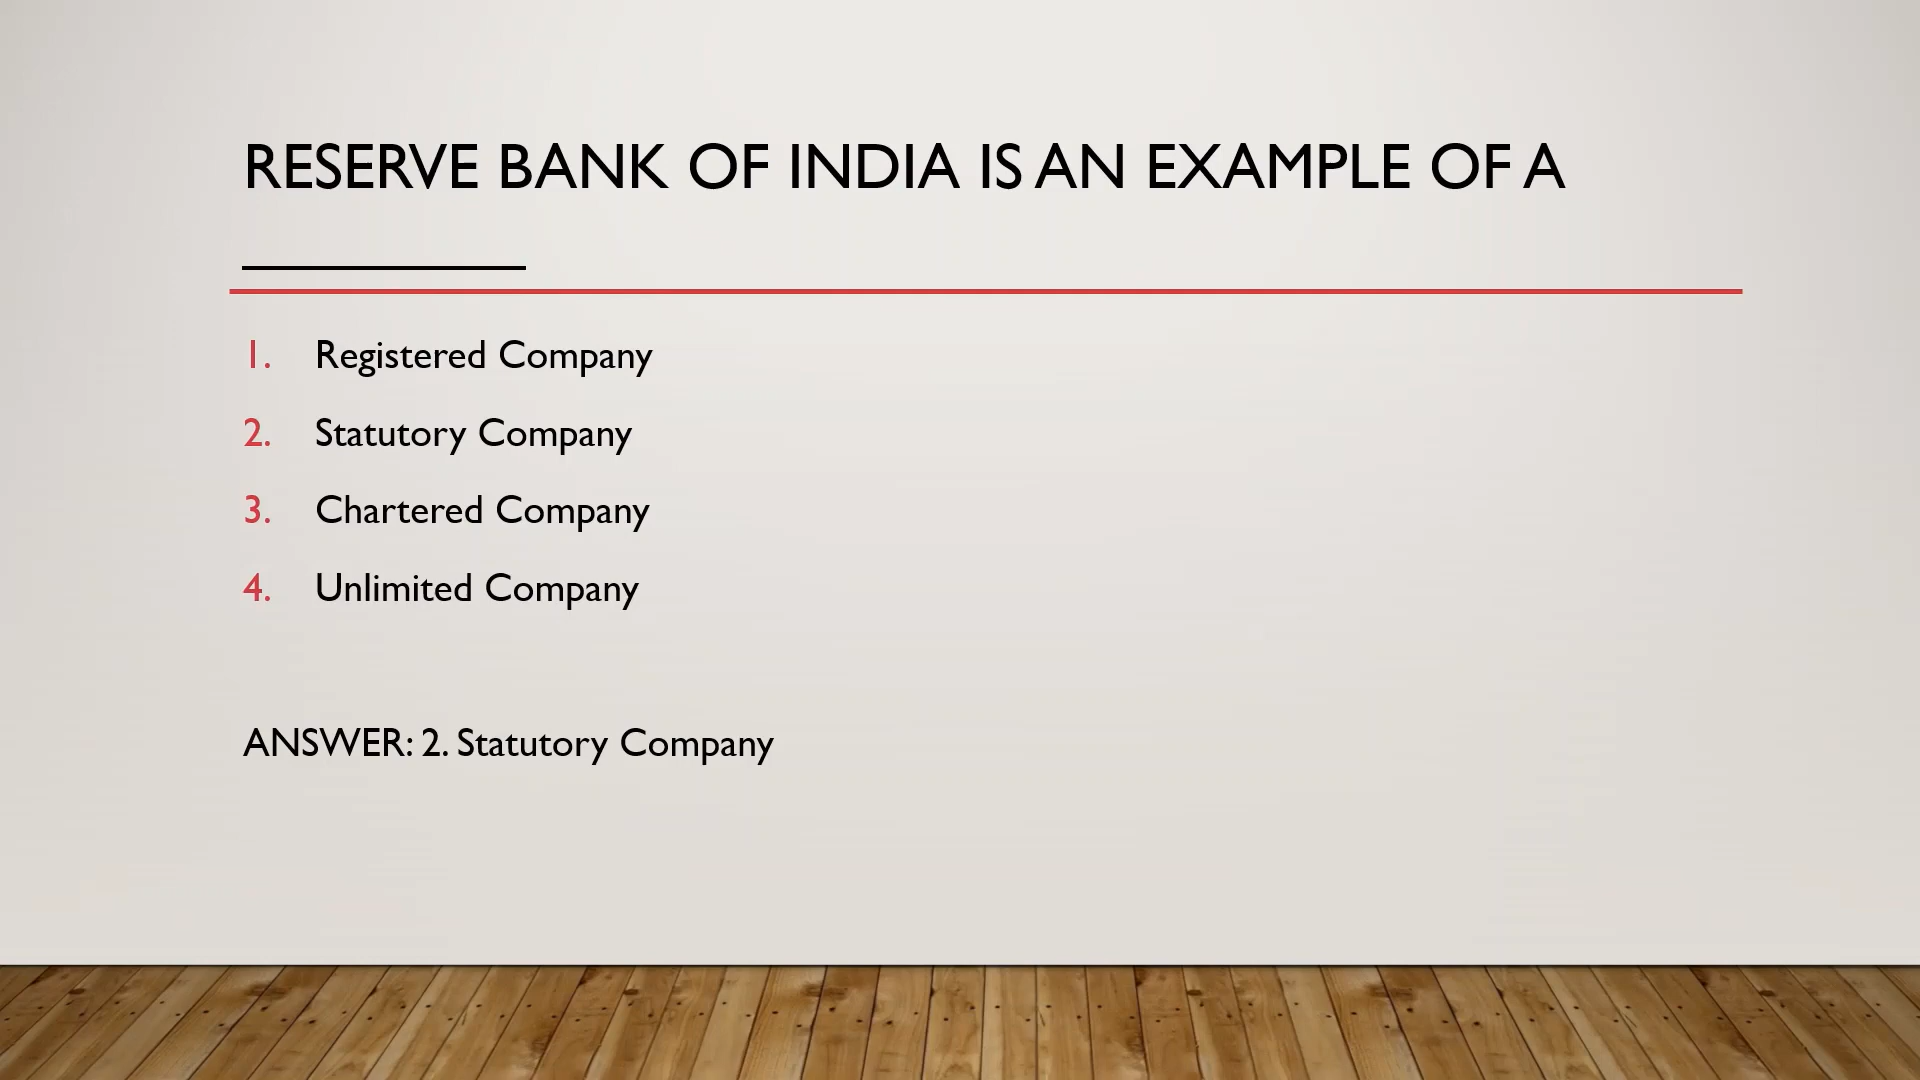 RESERVE BANK OF INDIA IS AN EXAMPLE OF A
__________
1. Registered Company
2. Statutory Company
3. Chartered Company
4. Unlimited Company
ANSWER: 2. Statutory Company